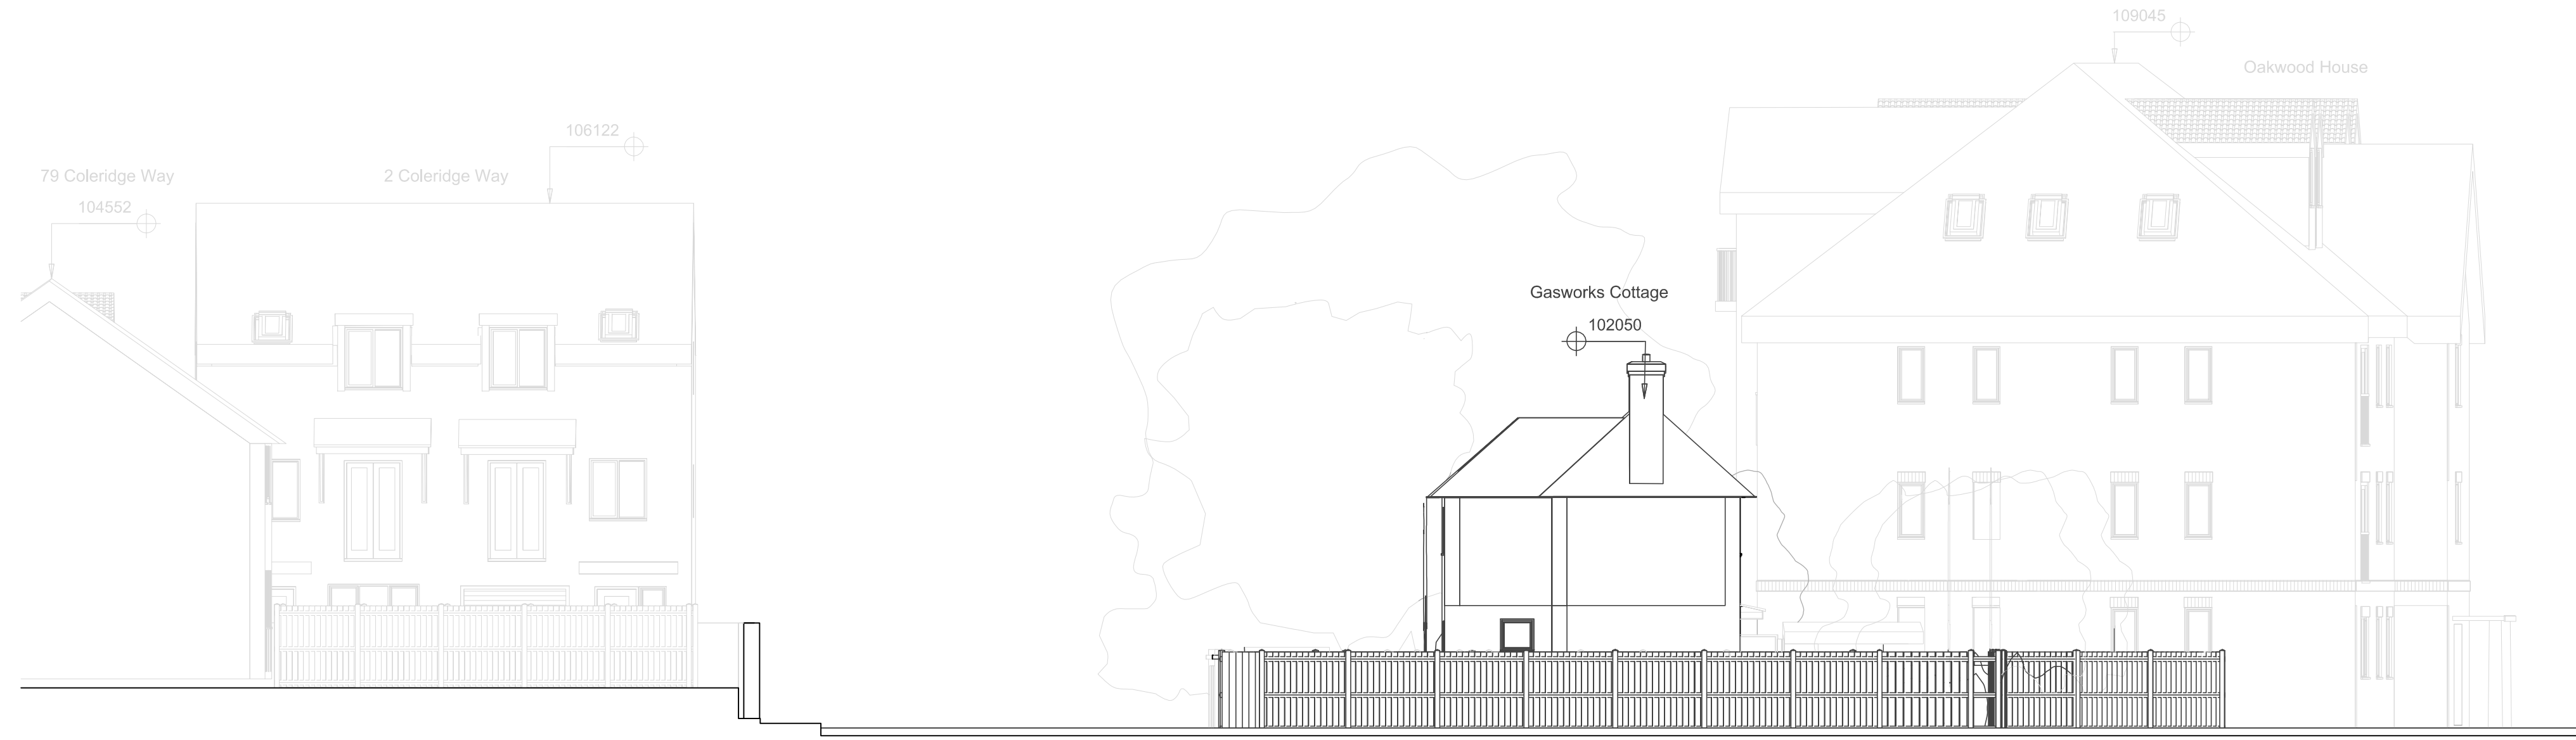 79 Coleridge Way
104552
2 Coleridge Way
106122
Gasworks Cottage
102050
109045
Oakwood House